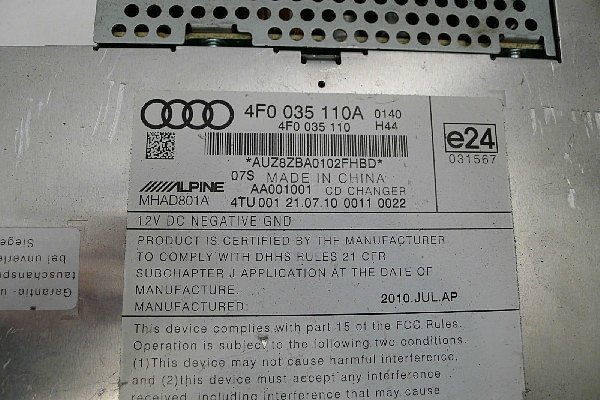 4F0 035 110A 0140
4F0 035 110 H44
e24
031567
*AUZ8ZBA0102FHBD*
07S MADE IN CHINA
ALPINE AA001001 CD CHANGER
MHAD801A 4TU 001 21.07.10 0011 0022
12V DC NEGATIVE GND
PRODUCT IS CERTIFIED BY THE MANUFACTURER
TO COMPLY WITH DHHS RULES 21 CFR
SUBCHAPTER J APPLICATION AT THE DATE OF
MANUFACTURE.
MANUFACTURED: 2010.JUL.AP
This device complies with part 15 of the FCC Rules.
Operation is subject to the following two conditions.
(1)This device may not cause harmful interference,
and (2)this device must accept any interference
received, including interference that may cause
Garantie-u
tauschanspr
bei unverle
Siege